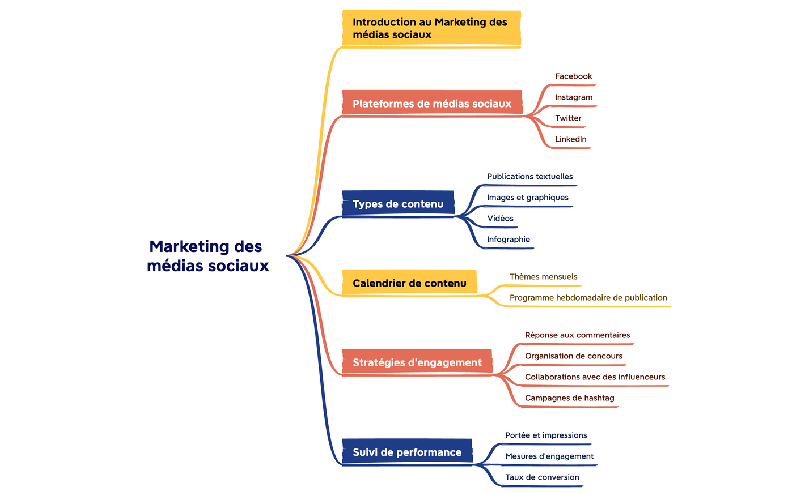 Introduction au Marketing des
médias sociaux
Plateformes de médias sociaux
Facebook
Instagram
Twitter
LinkedIn
Types de contenu
Publications textuelles
Images et graphiques
Vidéos
Infographie
Marketing des
médias sociaux
Calendrier de contenu
Thèmes mensuels
Programme hebdomadaire de publication
Stratégies d'engagement
Réponse aux commentaires
Organisation de concours
Collaborations avec des influenceurs
Campagnes de hashtag
Suivi de performance
Portée et impressions
Mesures d'engagement
Taux de conversion